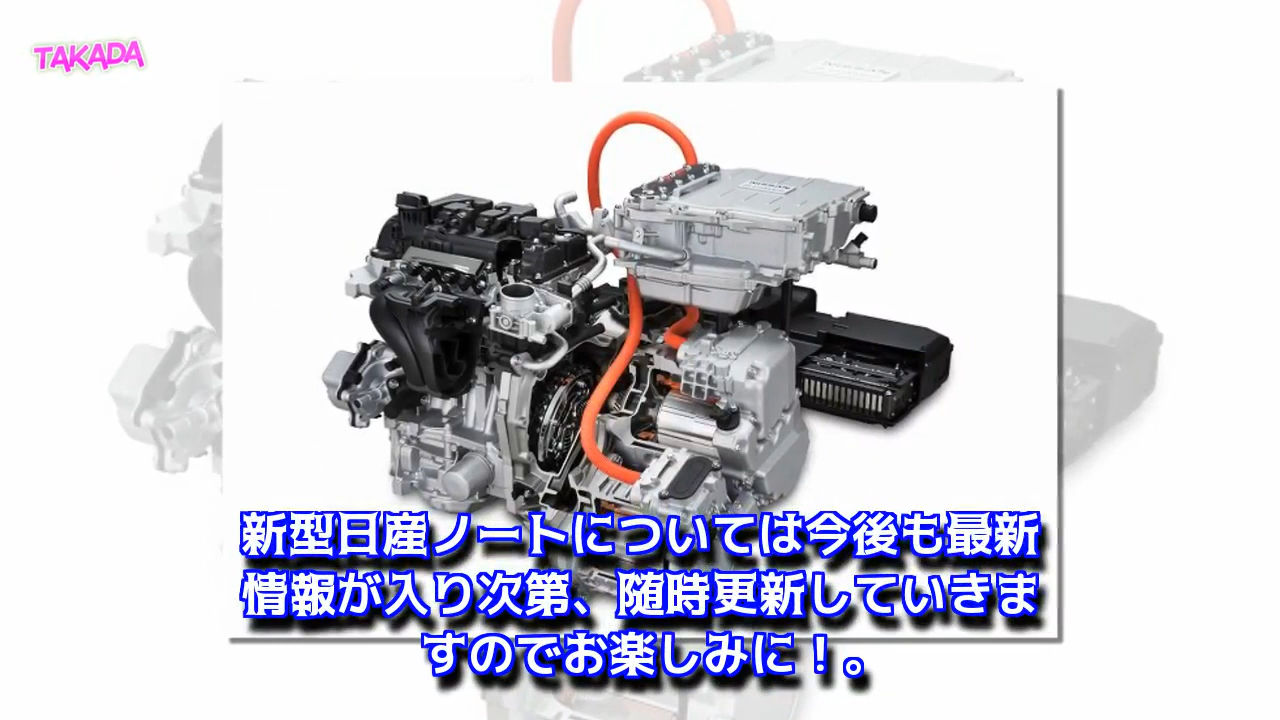 TAKADA
NISSAN
新型日産ノートについては今後も最新
情報が入り次第、随時更新していきま
すのでお楽しみに！。